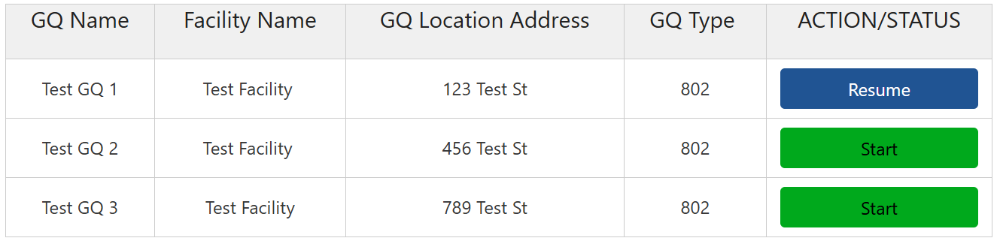 GQ Name Facility Name GQ Location Address GQ Type ACTION/STATUS
Test GQ 1 Test Facility 123 Test St 802 Resume
Test GQ 2 Test Facility 456 Test St 802 Start
Test GQ 3 Test Facility 789 Test St 802 Start